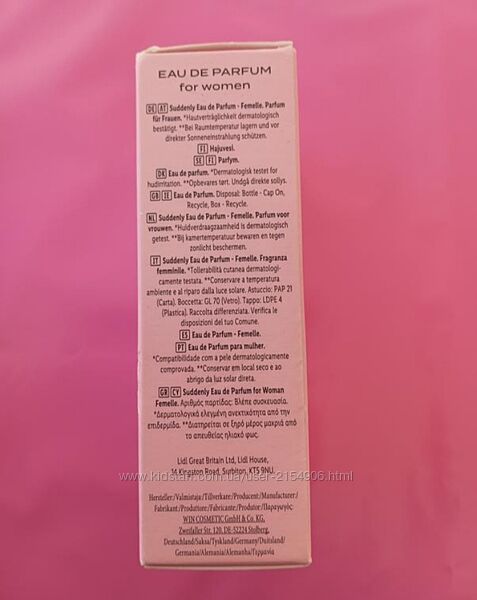 EAU DE PARFUM
for women
DE AT Suddenly Eau de Parfum - Femelle. Parfum
für Frauen. *Hautverträglichkeit dermatologisch
bestätigt. **Bei Raumtemperatur lagern und vor
direkter Sonneneinstrahlung schützen.
FI Hajuvesi.
SE FI Parfym.
DK Eau de parfum. *Dermatologisk testet for
hudirritation. **Opbevares tørt. Undgå direkte sollys.
GB IE Eau de Parfum. Disposal: Bottle - Cap On,
Recycle, Box - Recycle.
NL Suddenly Eau de Parfum - Femelle. Parfum voor
vrouwen. *Huidverdraagzaamheid is dermatologisch
getest. **Bij kamertemperatuur bewaren en tegen
zonlicht beschermen.
IT Suddenly Eau de Parfum - Femelle. Fragranza
femminile. *Tollerabilità cutanea dermatologi-
camente testata. **Conservare a temperatura
ambiente e al riparo dalla luce solare. Astuccio: PAP 21
(Carta). Boccetta: GL 70 (Vetro). Tappo: LDPE 4
(Plastica). Raccolta differenziata. Verifica le
disposizioni del tuo Comune.
ES Eau de Parfum - Femelle.
PT Eau de Parfum para mulher.
*Compatibilidade com a pele dermatologicamente
comprovada. **Conservar em local seco e ao
abrigo da luz solar direta.
GR CY Suddenly Eau de Parfum for Woman
Femelle. Αριθμός παρτίδας: Βλέπε συσκευασία.
*Δερματολογικά ελεγμένη ανεκτικότητα από την
επιδερμίδα. **Διατηρείται σε ξηρό μέρος μακριά από
το απευθείας ηλιακό φως.
Lidl Great Britain Ltd, Lidl House,
14 Kingston Road, Surbiton, KT5 9NU.
www.kidstaff.com.ua/user-2154906.html
Hersteller/Valmistaja/Tillverkare/Producent/Manufacturer/
Fabrikant/Produttore/Fabricante/Produtor/Παραγωγός:
WIN COSMETIC GmbH & Co. KG,
Zweifaller Str. 120, DE-52224 Stolberg,
Deutschland/Saksa/Tyskland/Germany/Duitsland/
Germania/Alemania/Alemanha/Γερμανία